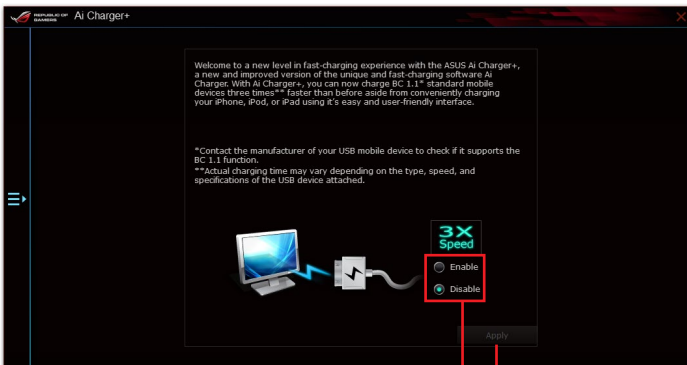 REPUBLIC OF
GAMERS
Ai Charger+
Welcome to a new level in fast-charging experience with the ASUS Ai Charger+,
a new and improved version of the unique and fast-charging software Ai
Charger. With Ai Charger+, you can now charge BC 1.1* standard mobile
devices three times** faster than before aside from conveniently charging
your iPhone, iPod, or iPad using it's easy and user-friendly interface.
*Contact the manufacturer of your USB mobile device to check if it supports the
BC 1.1 function.
**Actual charging time may vary depending on the type, speed, and
specifications of the USB device attached.
3X
Speed
Enable
Disable
Apply